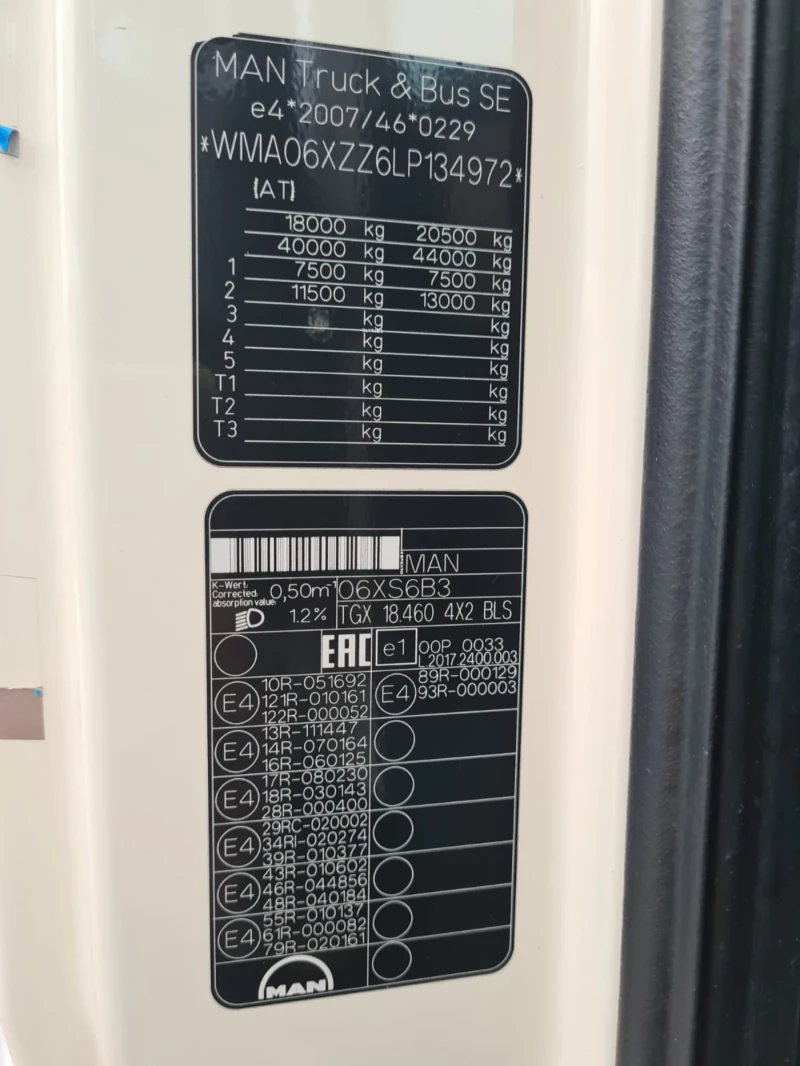 MAN Truck & Bus SE
e4*2007/46*0229
*WMA06XZZ6LP134972*
(AT)
18000 kg 20500 kg
40000 kg 44000 kg
1 7500 kg 7500 kg
2 11500 kg 13000 kg
3 kg kg
4 kg kg
5 kg kg
T1 kg kg
T2 kg kg
T3 kg kg
MAN
K-Wert: Corrected absorption value: 0,50m-1 06XS6B3
1.2% TGX 18.460 4X2 BLS
EAC e1 00P 0033
L.2017.2400.003
E4 10R-051692
121R-010161
122R-000052
E4 89R-000129
93R-000003
E4 13R-111447
14R-070164
16R-060125
E4 17R-080230
18R-030143
28R-000400
E4 29RC-020002
34RI-020274
39R-010377
E4 43R-010602
46R-044856
48R-040184
E4 55R-010137
61R-000082
79R-020161
MAN